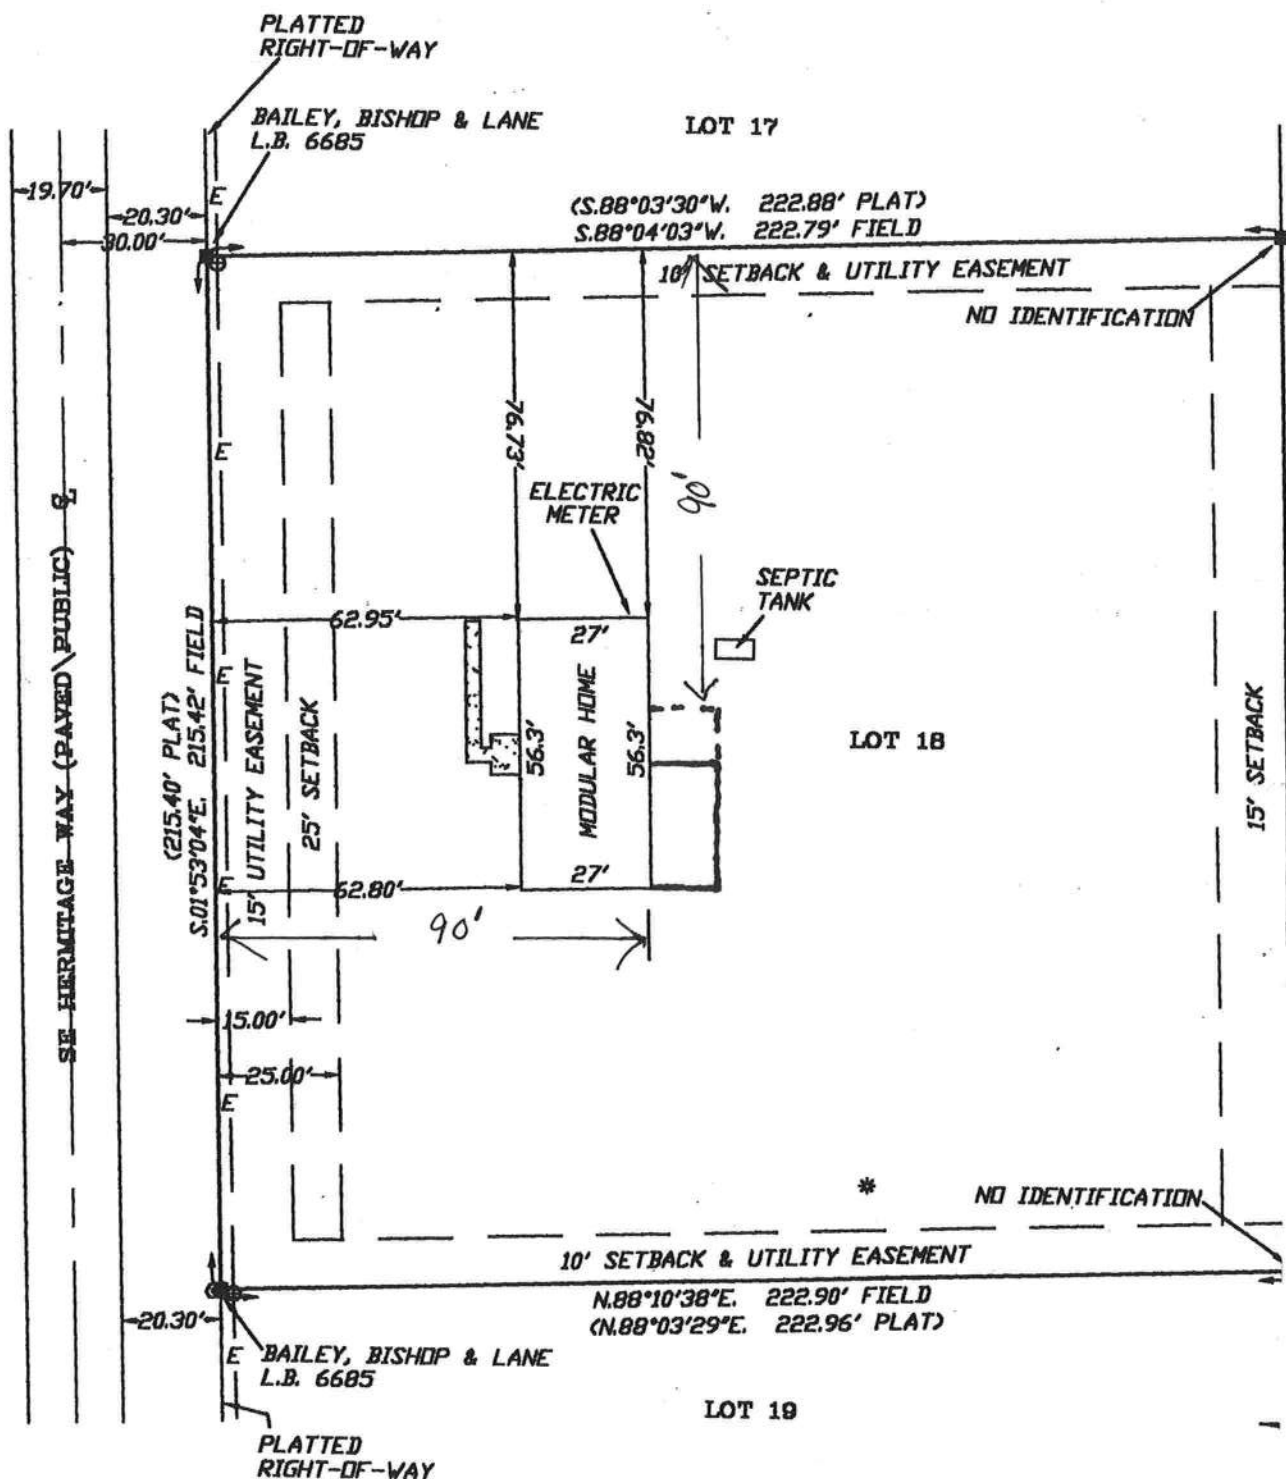 PLATTED
RIGHT-OF-WAY
BAILEY, BISHOP & LANE
L.B. 6685
LOT 17
19.70'
20.30'
30.00'
E
(S.88°03'30"W. 222.88' PLAT)
S.88°04'03"W. 222.79' FIELD
10' SETBACK & UTILITY EASEMENT
NO IDENTIFICATION
E
76.73'
76.82'
90'
ELECTRIC
METER
SEPTIC
TANK
SE HERMITAGE WAY (PAVED\PUBLIC) ℄
(215.40' PLAT)
S.01°53'04"E. 215.42' FIELD
62.95'
27'
E
15' UTILITY EASEMENT
25' SETBACK
56.3'
MODULAR HOME
56.3'
LOT 18
15' SETBACK
E
62.80'
27'
90'
15.00'
25.00'
E
*
NO IDENTIFICATION
10' SETBACK & UTILITY EASEMENT
N.88°10'38"E. 222.90' FIELD
(N.88°03'29"E. 222.96' PLAT)
20.30'
E
BAILEY, BISHOP & LANE
L.B. 6685
LOT 19
PLATTED
RIGHT-OF-WAY